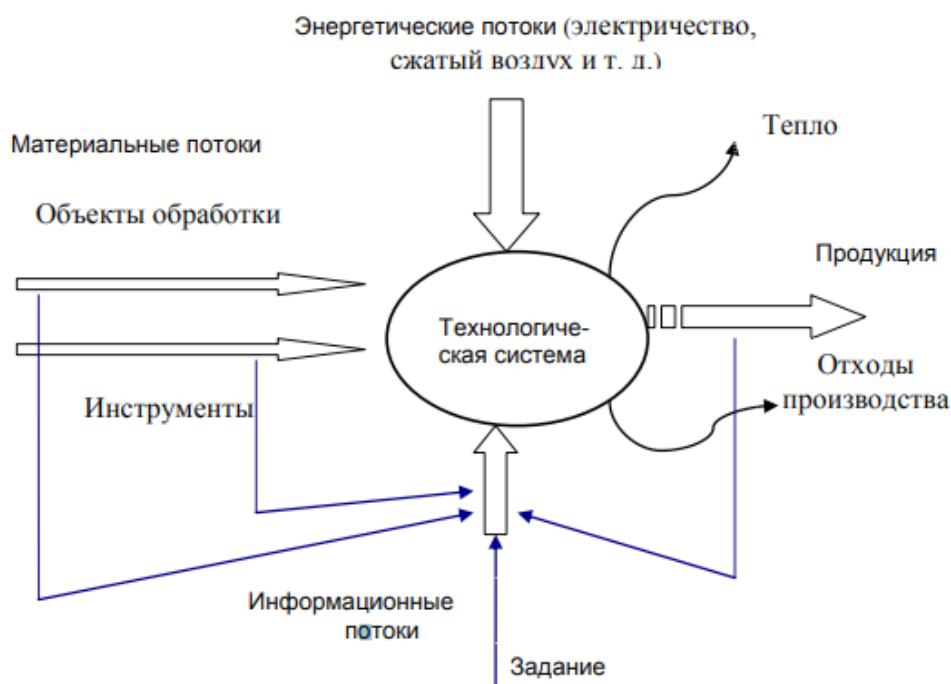 Энергетические потоки (электричество,
сжатый воздух и т. д.)
Тепло
Материальные потоки
Объекты обработки
Продукция
Технологиче-
ская система
Отходы
производства
Инструменты
Информационные
потоки
Задание